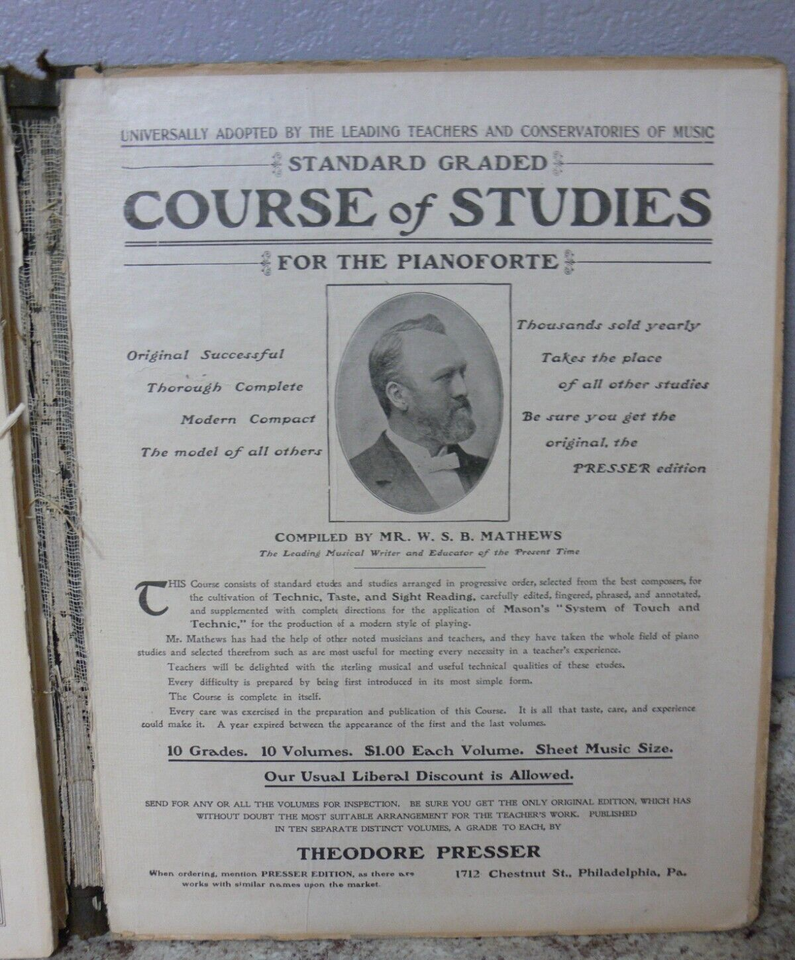 UNIVERSALLY ADOPTED BY THE LEADING TEACHERS AND CONSERVATORIES OF MUSIC
STANDARD GRADED
COURSE of STUDIES
FOR THE PIANOFORTE
Original Successful
Thorough Complete
Modern Compact
The model of all others
Thousands sold yearly
Takes the place
of all other studies
Be sure you get the
original, the
PRESSER edition
COMPILED BY MR. W. S. B. MATHEWS
The Leading Musical Writer and Educator of the Present Time
THIS Course consists of standard etudes and studies arranged in progressive order, selected from the best composers, for
the cultivation of Technic, Taste, and Sight Reading, carefully edited, fingered, phrased, and annotated,
and supplemented with complete directions for the application of Mason's "System of Touch and
Technic," for the production of a modern style of playing.
Mr. Mathews has had the help of other noted musicians and teachers, and they have taken the whole field of piano
studies and selected therefrom such as are most useful for meeting every necessity in a teacher's experience.
Teachers will be delighted with the sterling musical and useful technical qualities of these etudes.
Every difficulty is prepared by being first introduced in its most simple form.
The Course is complete in itself.
Every care was exercised in the preparation and publication of this Course. It is all that taste, care, and experience
could make it. A year expired between the appearance of the first and the last volumes.
10 Grades. 10 Volumes. $1.00 Each Volume. Sheet Music Size.
Our Usual Liberal Discount is Allowed.
SEND FOR ANY OR ALL THE VOLUMES FOR INSPECTION. BE SURE YOU GET THE ONLY ORIGINAL EDITION, WHICH HAS
WITHOUT DOUBT THE MOST SUITABLE ARRANGEMENT FOR THE TEACHER'S WORK. PUBLISHED
IN TEN SEPARATE DISTINCT VOLUMES, A GRADE TO EACH, BY
THEODORE PRESSER
When ordering, mention PRESSER EDITION, as there are
works with similar names upon the market.
1712 Chestnut St., Philadelphia, Pa.